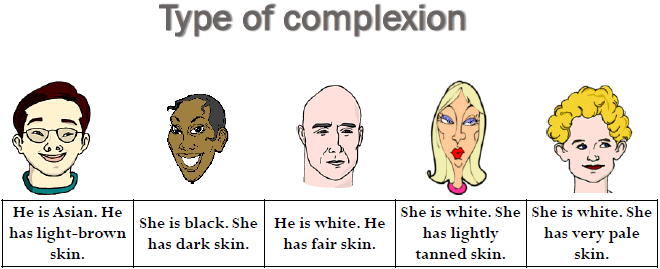 Type of complexion
He is Asian. He
has light-brown
skin.
She is black. She
has dark skin.
He is white. He
has fair skin.
She is white. She
has lightly
tanned skin.
She is white. She
has very pale
skin.